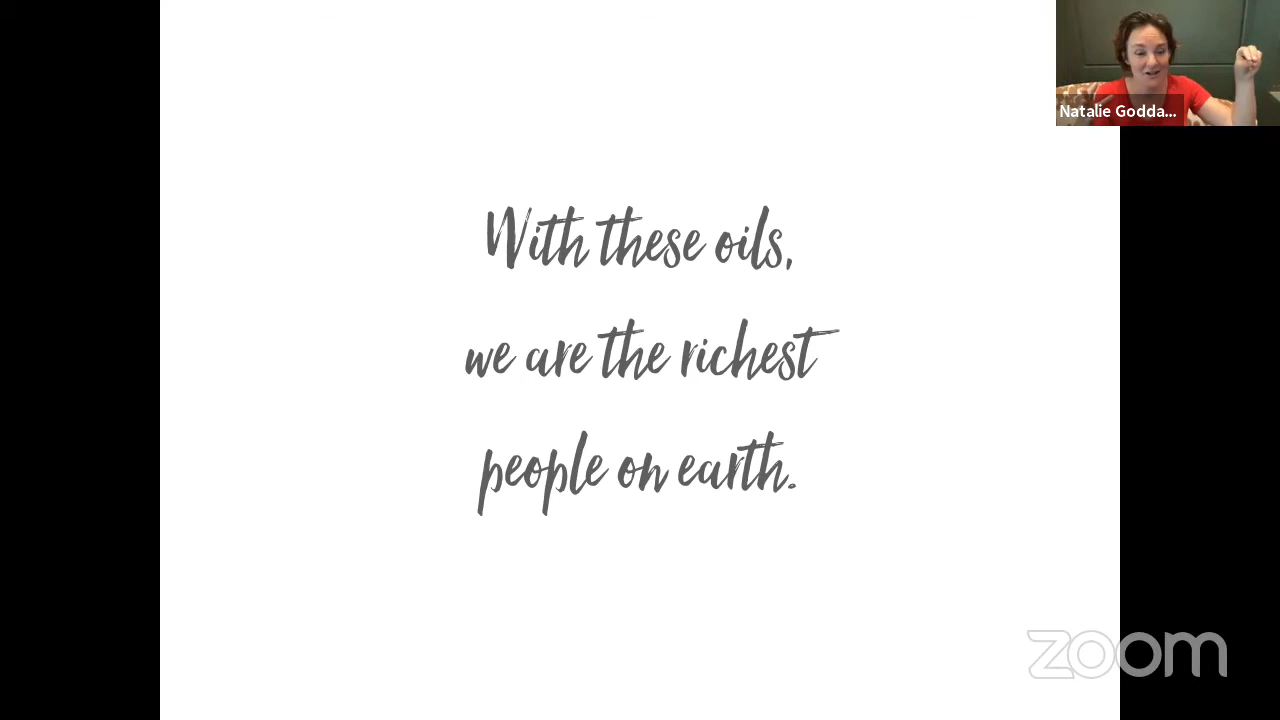 Natalie Godda...
With these oils,
we are the richest
people on earth.
zoom